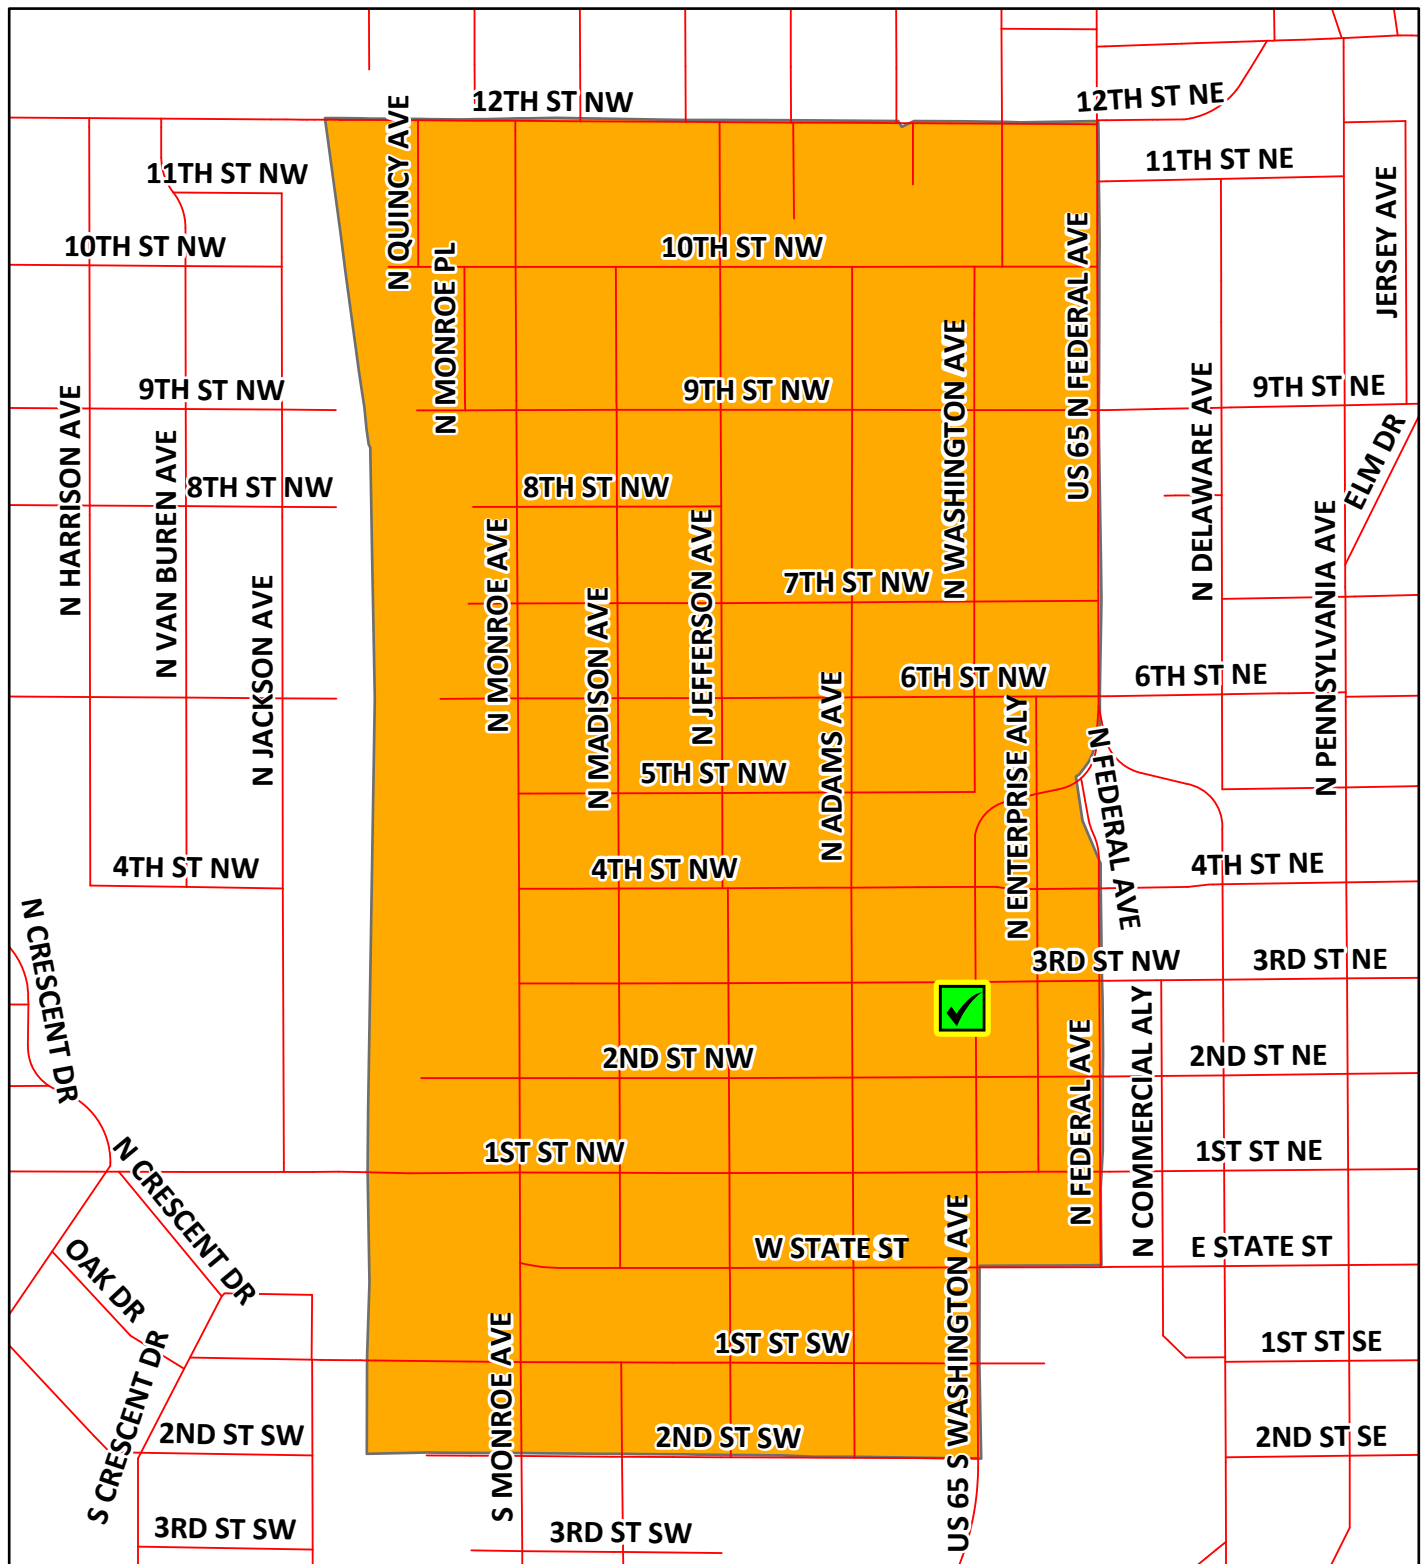 12TH ST NW
12TH ST NE
N QUINCY AVE
11TH ST NW
11TH ST NE
JERSEY AVE
10TH ST NW
10TH ST NW
US 65 N FEDERAL AVE
N MONROE PL
N WASHINGTON AVE
9TH ST NW
9TH ST NW
9TH ST NE
N HARRISON AVE
N VAN BUREN AVE
N DELAWARE AVE
ELM DR
8TH ST NW
8TH ST NW
N MONROE AVE
N JEFFERSON AVE
N PENNSYLVANIA AVE
N JACKSON AVE
N MADISON AVE
7TH ST NW
6TH ST NW
6TH ST NE
N ADAMS AVE
N ENTERPRISE ALY
N FEDERAL AVE
5TH ST NW
4TH ST NW
4TH ST NW
4TH ST NE
N CRESCENT DR
3RD ST NW
3RD ST NE
N COMMERCIAL ALY
N FEDERAL AVE
2ND ST NW
2ND ST NE
N CRESCENT DR
1ST ST NW
1ST ST NE
US 65 S WASHINGTON AVE
W STATE ST
E STATE ST
OAK DR
S CRESCENT DR
S MONROE AVE
1ST ST SW
1ST ST SE
2ND ST SW
2ND ST SW
2ND ST SE
3RD ST SW
3RD ST SW